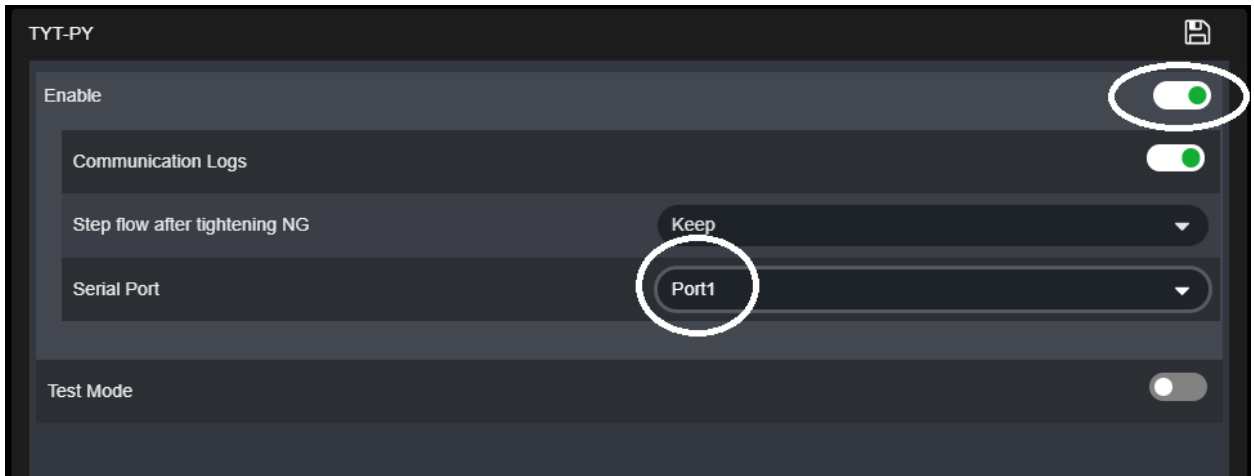 TYT-PY
Enable
Communication Logs
Step flow after tightening NG
Keep
Serial Port
Port1
Test Mode